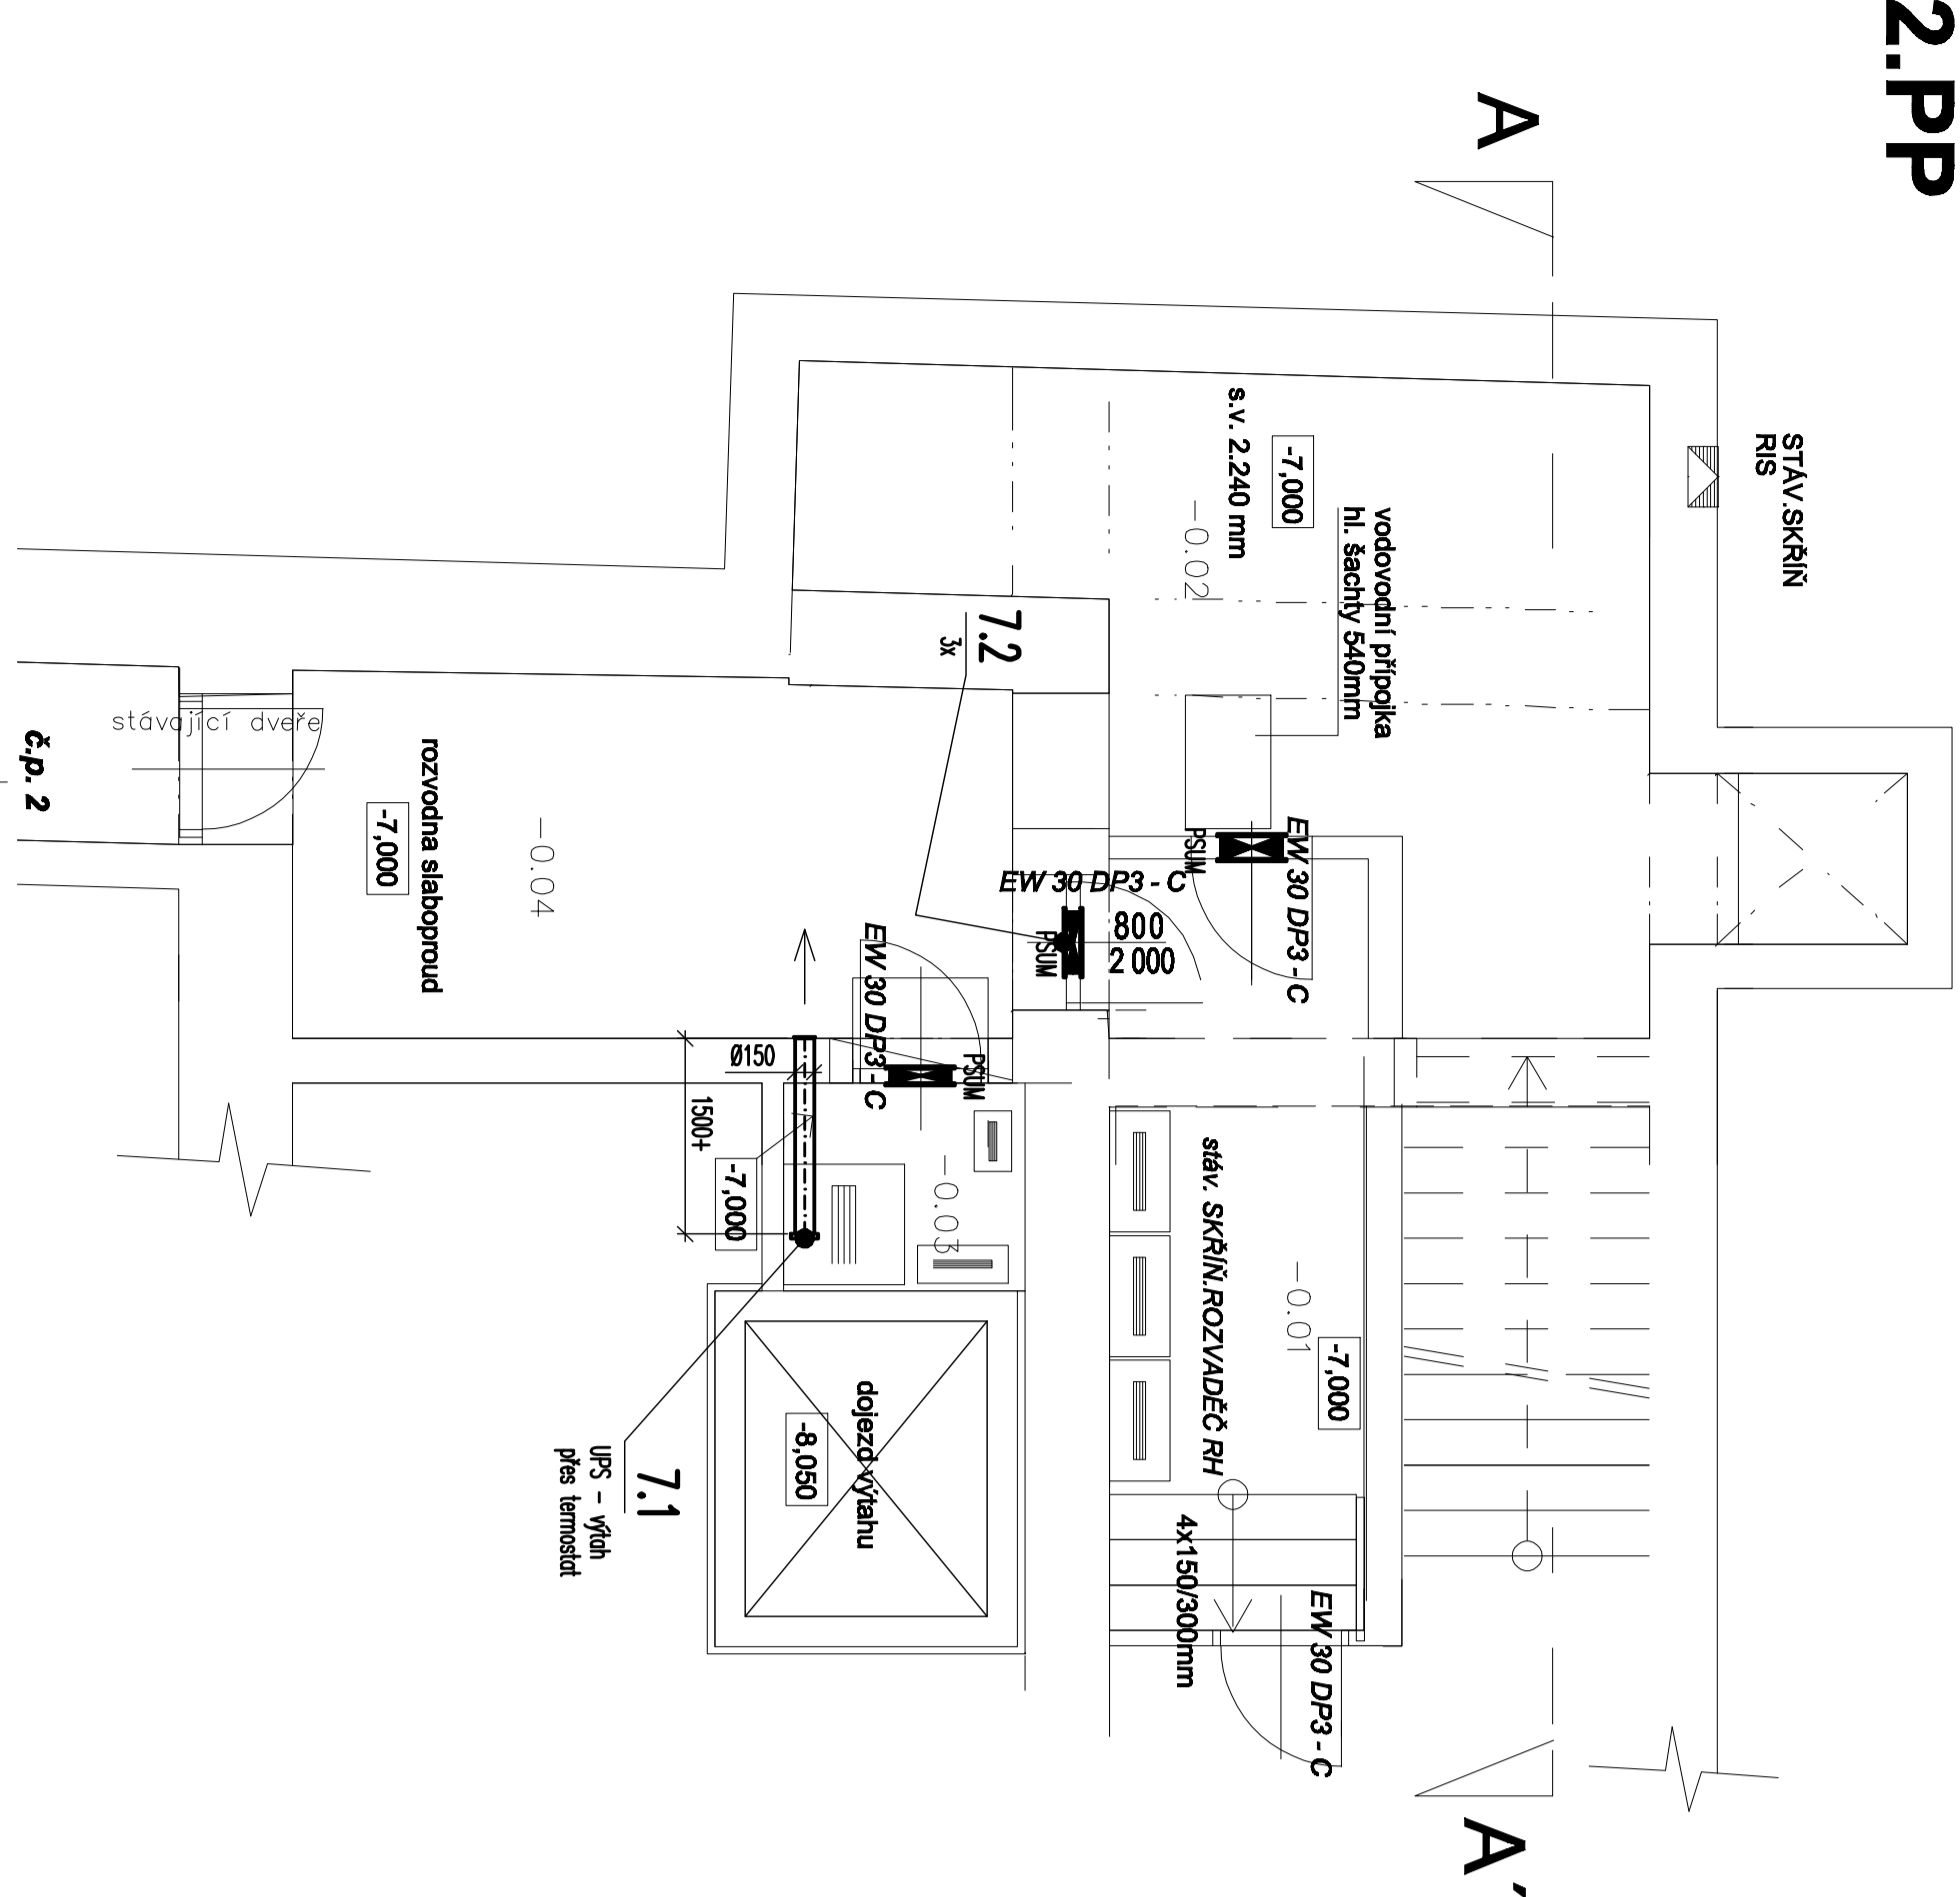 2.PP
A
STÁV.SKŘÍŇ
RIS
vodovodní přípojka
hl. šachty 540mm
-7,000
s.v. 2.240 mm
-0.02
7.2
3x
EW 30 DP3 - C
PSUM
EW 30 DP3 - C
800
2 000
PSUM
stávající dveře
č.p. 2
rozvodna slaboproud
-7,000
-0.04
EW 30 DP3 - C
PSUM
Ø150
1500+
-7,000
-0.03
stáv. SKŘÍŇ.ROZVADĚČ RH
-0.01
-7,000
dojezd výtahu
-8,050
7.1
UPS - výtah
přes termostat
4x150/300mm
EW 30 DP3 - C
A´